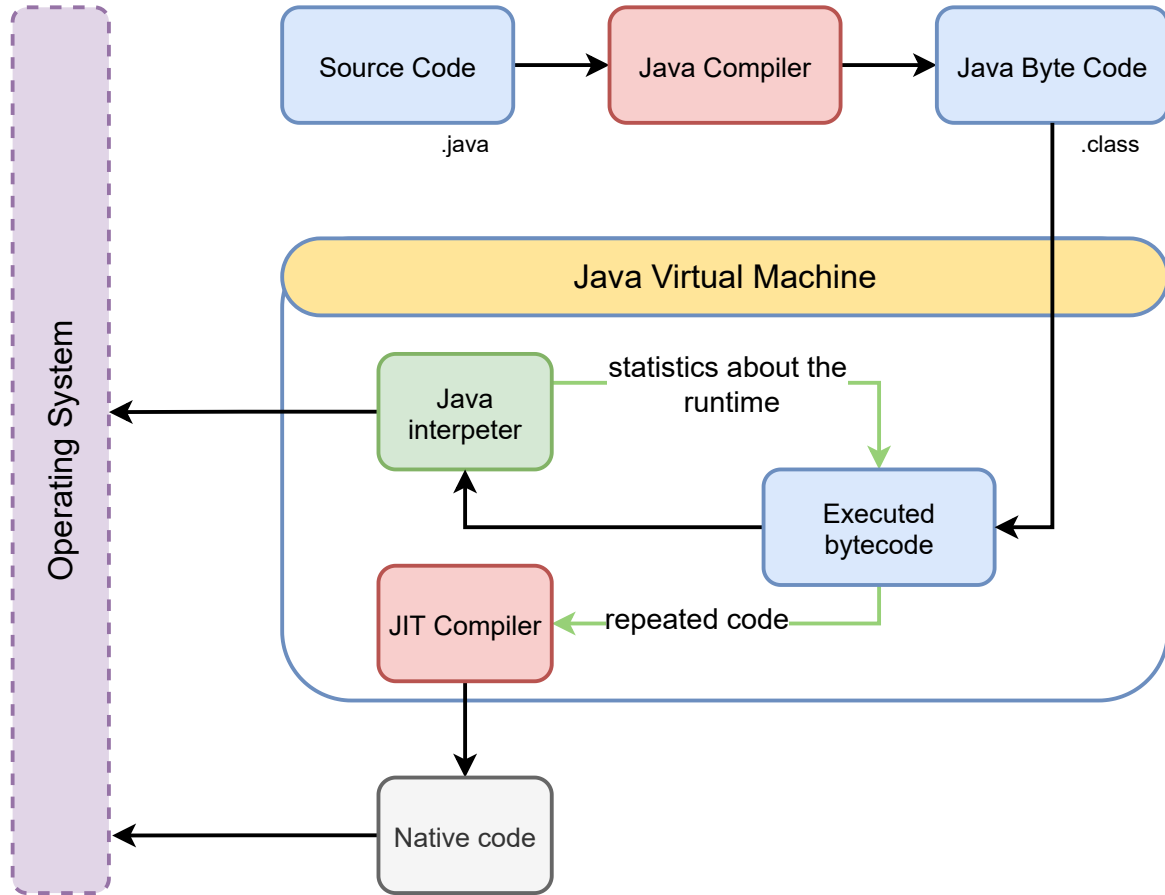 Source Code
Java Compiler
Java Byte Code
.java
.class
Java Virtual Machine
Operating System
Java
interpeter
statistics about the
runtime
Executed
bytecode
JIT Compiler
repeated code
Native code